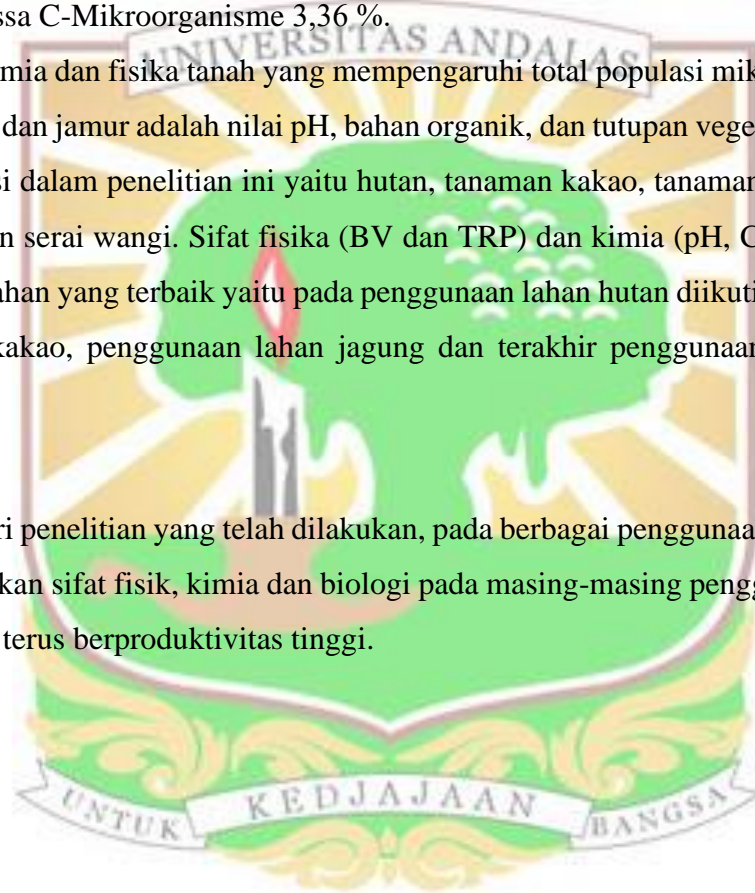 ssa C-Mikroorganisme 3,36 %.
UNIVERSITAS ANDALAS
mia dan fisika tanah yang mempengaruhi total populasi mik
dan jamur adalah nilai pH, bahan organik, dan tutupan vege
si dalam penelitian ini yaitu hutan, tanaman kakao, tanaman
n serai wangi. Sifat fisika (BV dan TRP) dan kimia (pH, C
ahan yang terbaik yaitu pada penggunaan lahan hutan diikuti
kakao, penggunaan lahan jagung dan terakhir penggunaan
ri penelitian yang telah dilakukan, pada berbagai penggunaa
kan sifat fisik, kimia dan biologi pada masing-masing pengg
terus berproduktivitas tinggi.
UNTUK KEDJAJAAN BANGSA